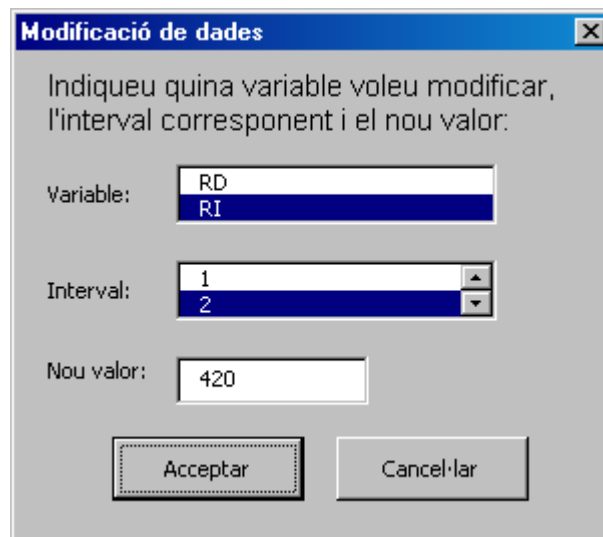 Modificació de dades
Indiqueu quina variable voleu modificar,
l'interval corresponent i el nou valor:
Variable:
RD
RI
Interval:
1
2
Nou valor:
420
Acceptar
Cancel·lar